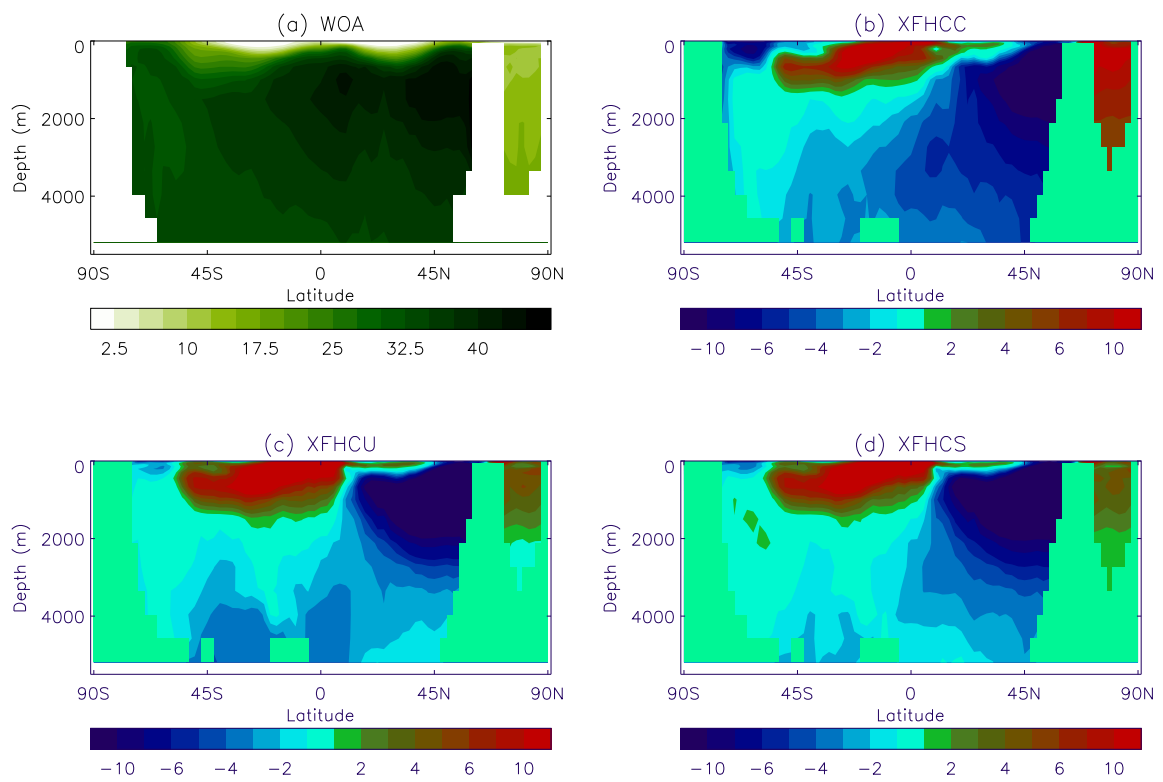 (a) WOA
0
2000
4000
Depth (m)
90S 45S 0 45N 90N
Latitude
2.5 10 17.5 25 32.5 40
(b) XFHCC
0
2000
4000
Depth (m)
90S 45S 0 45N 90N
Latitude
−10 −6 −4 −2 2 4 6 10
(c) XFHCU
0
2000
4000
Depth (m)
90S 45S 0 45N 90N
Latitude
−10 −6 −4 −2 2 4 6 10
(d) XFHCS
0
2000
4000
Depth (m)
90S 45S 0 45N 90N
Latitude
−10 −6 −4 −2 2 4 6 10